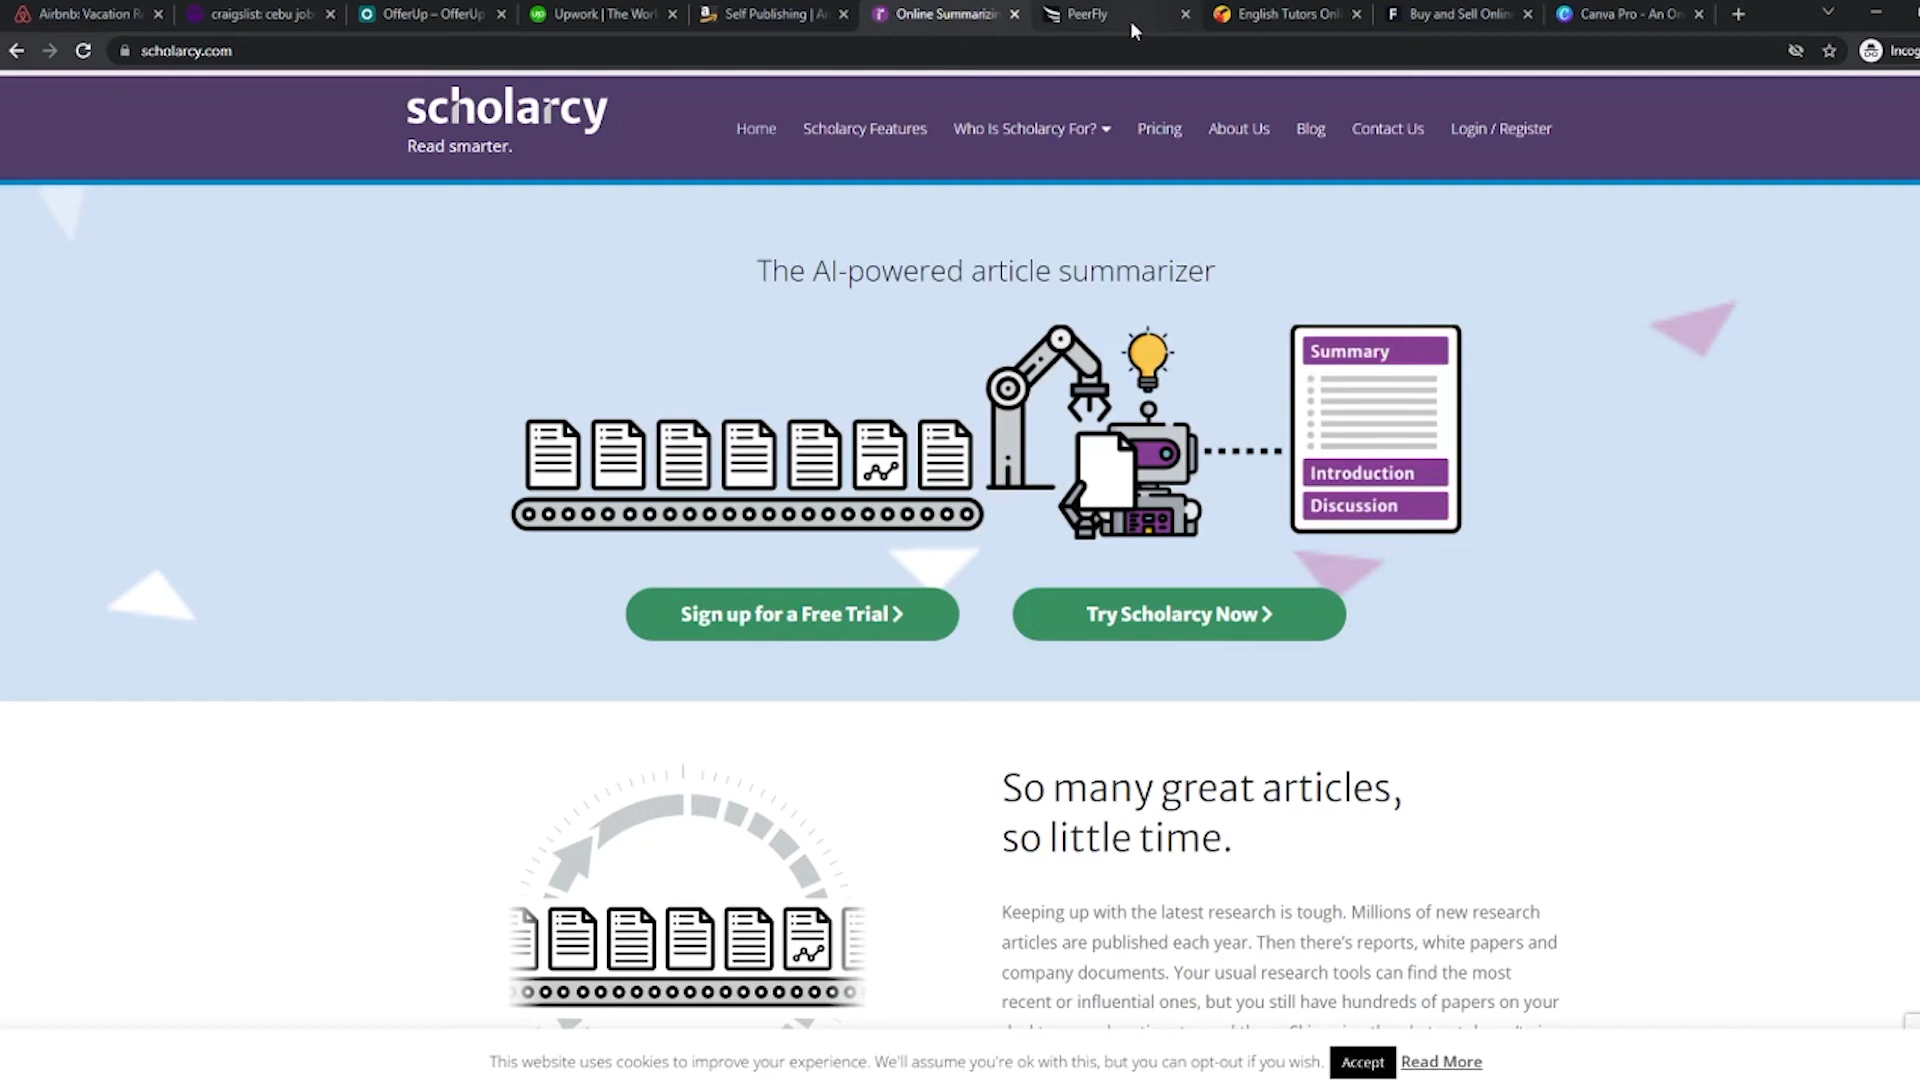 Airbnb: Vacation R
craigslist: cebu job
OfferUp – OfferUp
Upwork | The Worl
Self Publishing | A
Online Summarizin
PeerFly
English Tutors Onl
Buy and Sell Onlin
Canva Pro - An On
scholarcy.com
Incog
scholarcy
Read smarter.
Home
Scholarcy Features
Who Is Scholarcy For?
Pricing
About Us
Blog
Contact Us
Login / Register
The AI-powered article summarizer
Summary
Introduction
Discussion
Sign up for a Free Trial
Try Scholarcy Now
So many great articles,
so little time.
Keeping up with the latest research is tough. Millions of new research
articles are published each year. Then there's reports, white papers and
company documents. Your usual research tools can find the most
recent or influential ones, but you still have hundreds of papers on your
This website uses cookies to improve your experience. We'll assume you're ok with this, but you can opt-out if you wish.
Accept
Read More